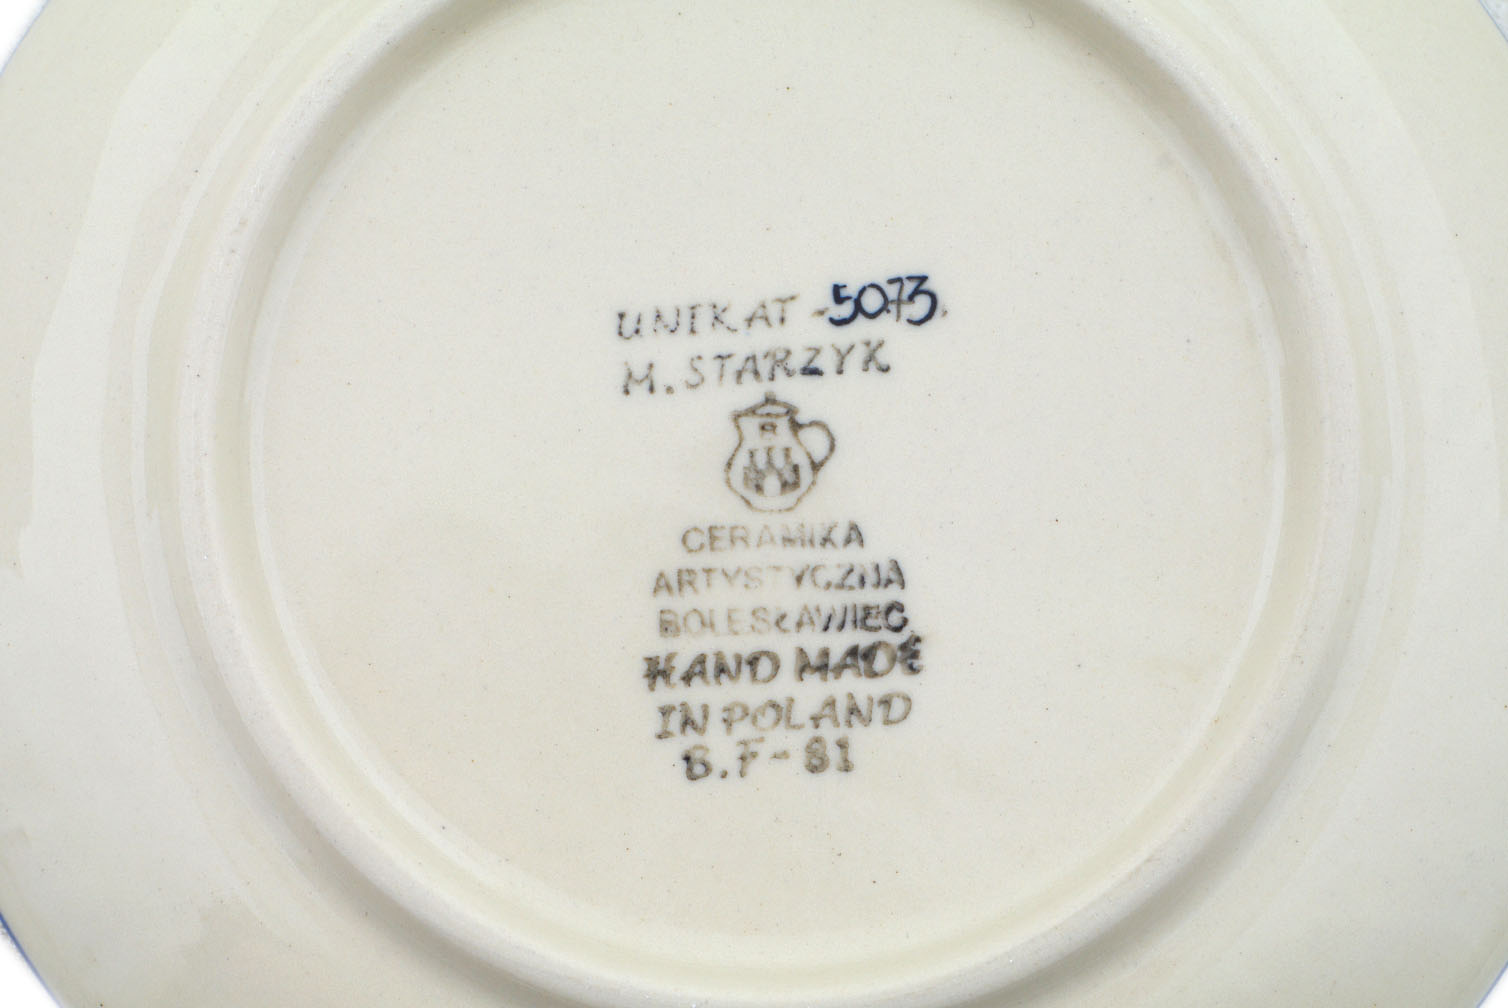 UNIKAT -5073.
M. STARZYK
CERAMIKA
ARTYSTYCZNA
BOLESŁAWIEC
HAND MADE
IN POLAND
B.F-81